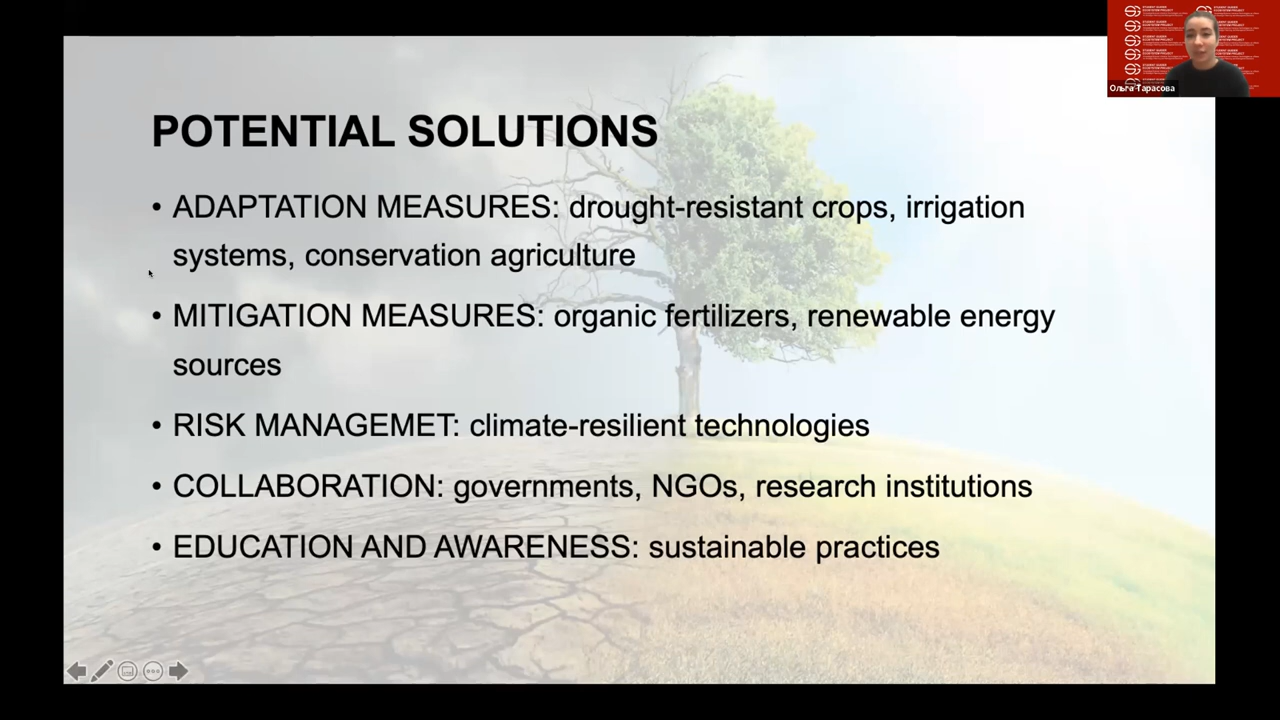 POTENTIAL SOLUTIONS
• ADAPTATION MEASURES: drought-resistant crops, irrigation
systems, conservation agriculture
• MITIGATION MEASURES: organic fertilizers, renewable energy
sources
• RISK MANAGEMET: climate-resilient technologies
• COLLABORATION: governments, NGOs, research institutions
• EDUCATION AND AWARENESS: sustainable practices
Ольга Тарасова